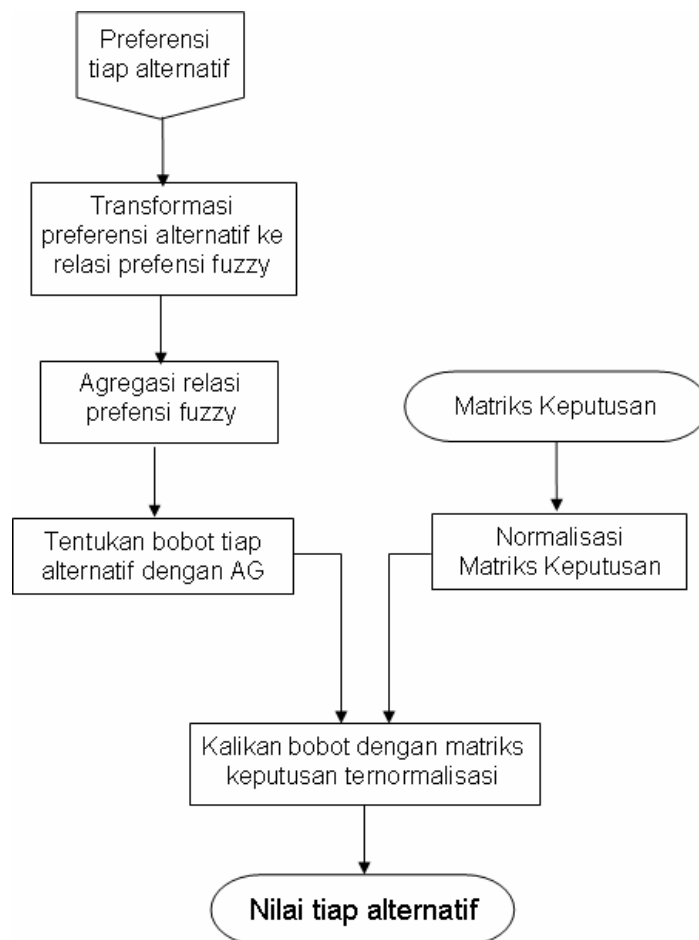 Preferensi
tiap alternatif
Transformasi
preferensi alternatif ke
relasi prefensi fuzzy
Agregasi relasi
prefensi fuzzy
Matriks Keputusan
Tentukan bobot tiap
alternatif dengan AG
Normalisasi
Matriks Keputusan
Kalikan bobot dengan matriks
keputusan ternormalisasi
Nilai tiap alternatif